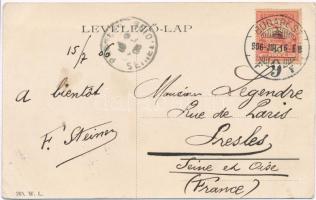 LEVELEZŐ-LAP
BUDAPEST
15/7 06
à bientôt
F. Steiner
Monsieur Legendre
Rue de Paris
Presles
Seine et Oise
(France)
W. L.